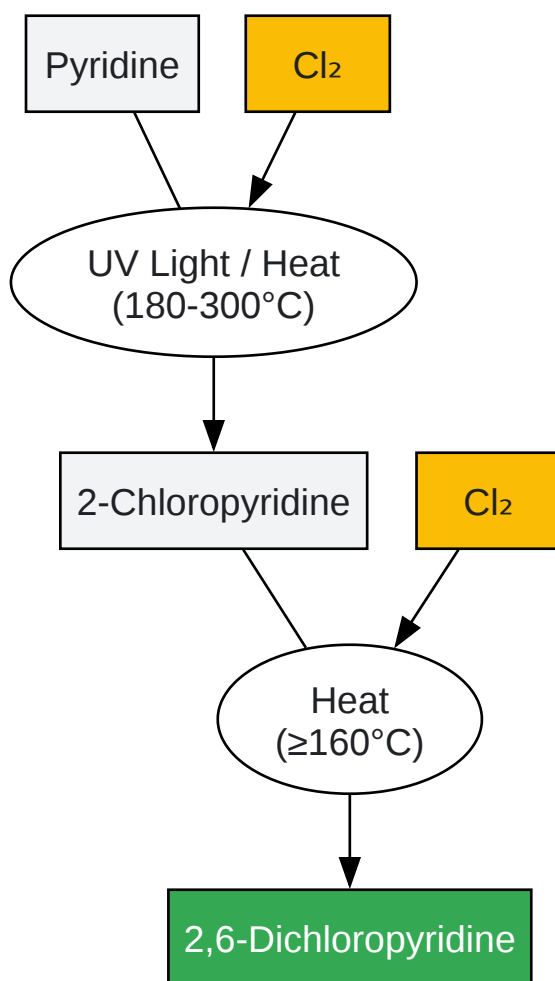 Pyridine
Cl₂
UV Light / Heat
(180-300°C)
2-Chloropyridine
Cl₂
Heat
(≥160°C)
2,6-Dichloropyridine